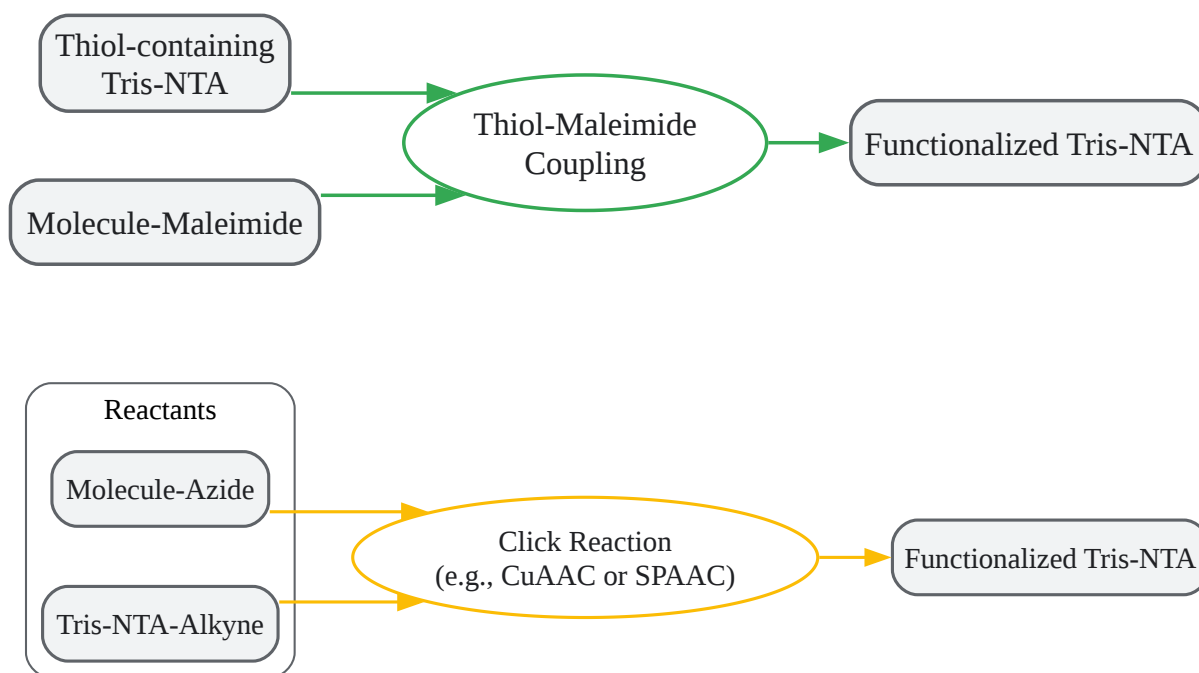 Thiol-containing
Tris-NTA
Molecule-Maleimide
Thiol-Maleimide
Coupling
Functionalized Tris-NTA
Reactants
Molecule-Azide
Tris-NTA-Alkyne
Click Reaction
(e.g., CuAAC or SPAAC)
Functionalized Tris-NTA